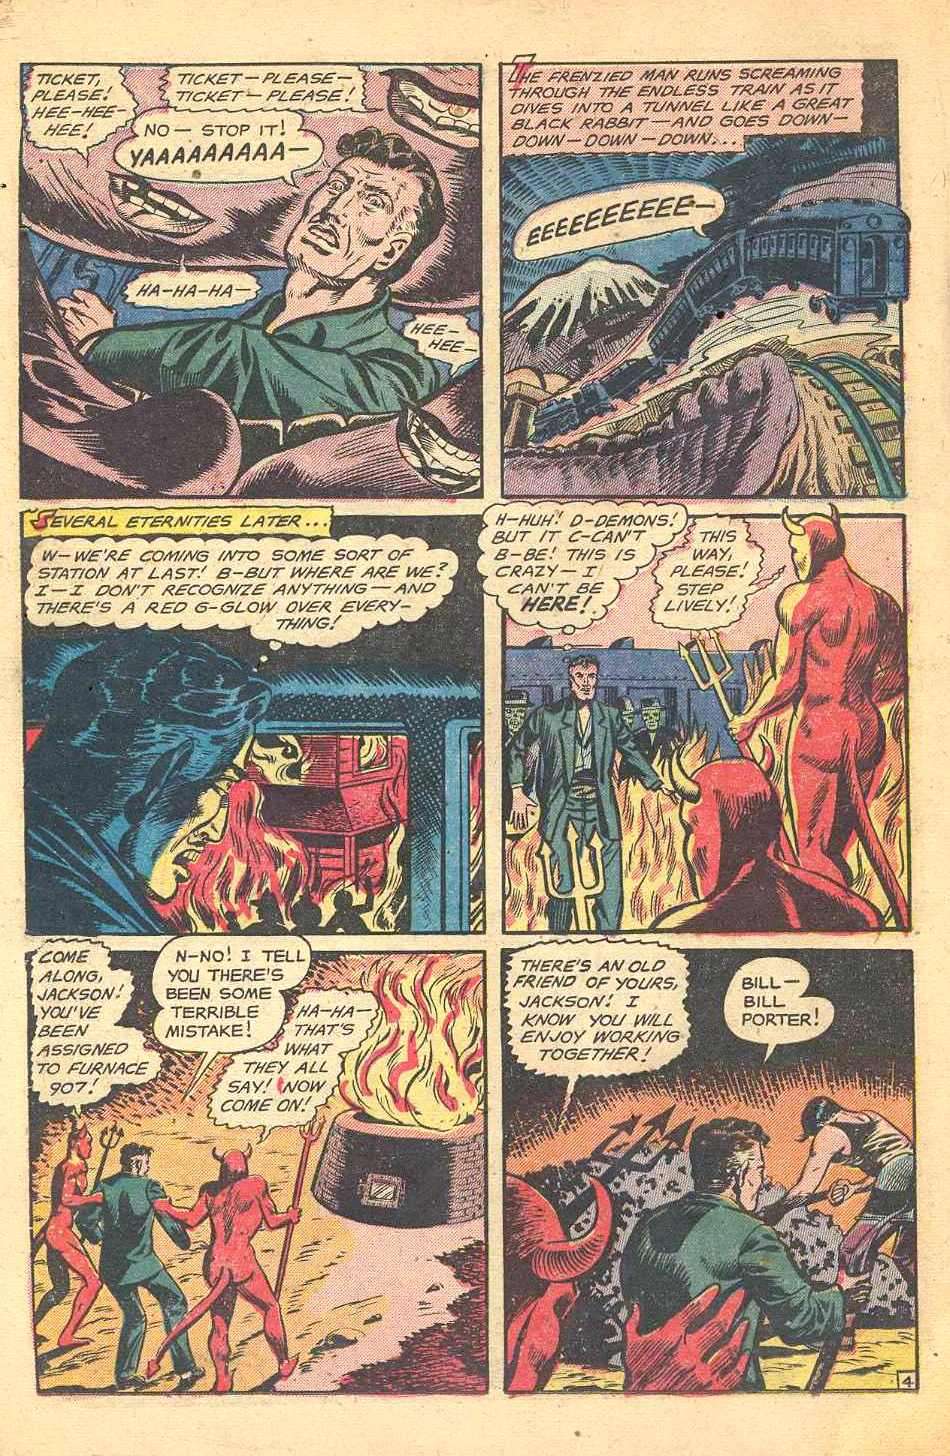 TICKET,
PLEASE!
HEE-HEE-
HEE!
TICKET—PLEASE—
TICKET—PLEASE!
NO— STOP IT!
YAAAAAAAAA—
HA-HA-HA—
HEE—
HEE—
THE FRENZIED MAN RUNS SCREAMING
THROUGH THE ENDLESS TRAIN AS IT
DIVES INTO A TUNNEL LIKE A GREAT
BLACK RABBIT—AND GOES DOWN—
DOWN—DOWN—DOWN...
EEEEEEEEEE—
SEVERAL ETERNITIES LATER...
W-WE'RE COMING INTO SOME SORT OF
STATION AT LAST! B-BUT WHERE ARE WE?
I—I DON'T RECOGNIZE ANYTHING—AND
THERE'S A RED G-GLOW OVER EVERY-
THING!
H-HUH! D-DEMONS!
BUT IT C-CAN'T
B-BE! THIS IS
CRAZY—I
CAN'T BE
HERE!
THIS
WAY,
PLEASE!
STEP
LIVELY!
COME
ALONG,
JACKSON!
YOU'VE
BEEN
ASSIGNED
TO FURNACE
907!
N-NO! I TELL
YOU THERE'S
BEEN SOME
TERRIBLE
MISTAKE!
HA-HA—
THAT'S
WHAT
THEY ALL
SAY! NOW
COME ON!
THERE'S AN OLD
FRIEND OF YOURS,
JACKSON! I
KNOW YOU WILL
ENJOY WORKING
TOGETHER!
BILL—
BILL
PORTER!
4